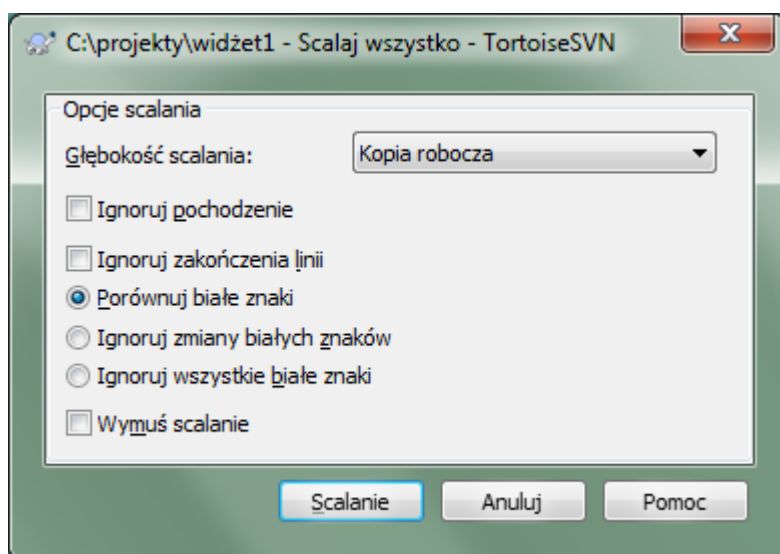 C:\projekty\widżet1 - Scalaj wszystko - TortoiseSVN
Opcje scalania
Głębokość scalania: Kopia robocza
Ignoruj pochodzenie
Ignoruj zakończenia linii
Porównuj białe znaki
Ignoruj zmiany białych znaków
Ignoruj wszystkie białe znaki
Wymuś scalanie
Scalanie Anuluj Pomoc